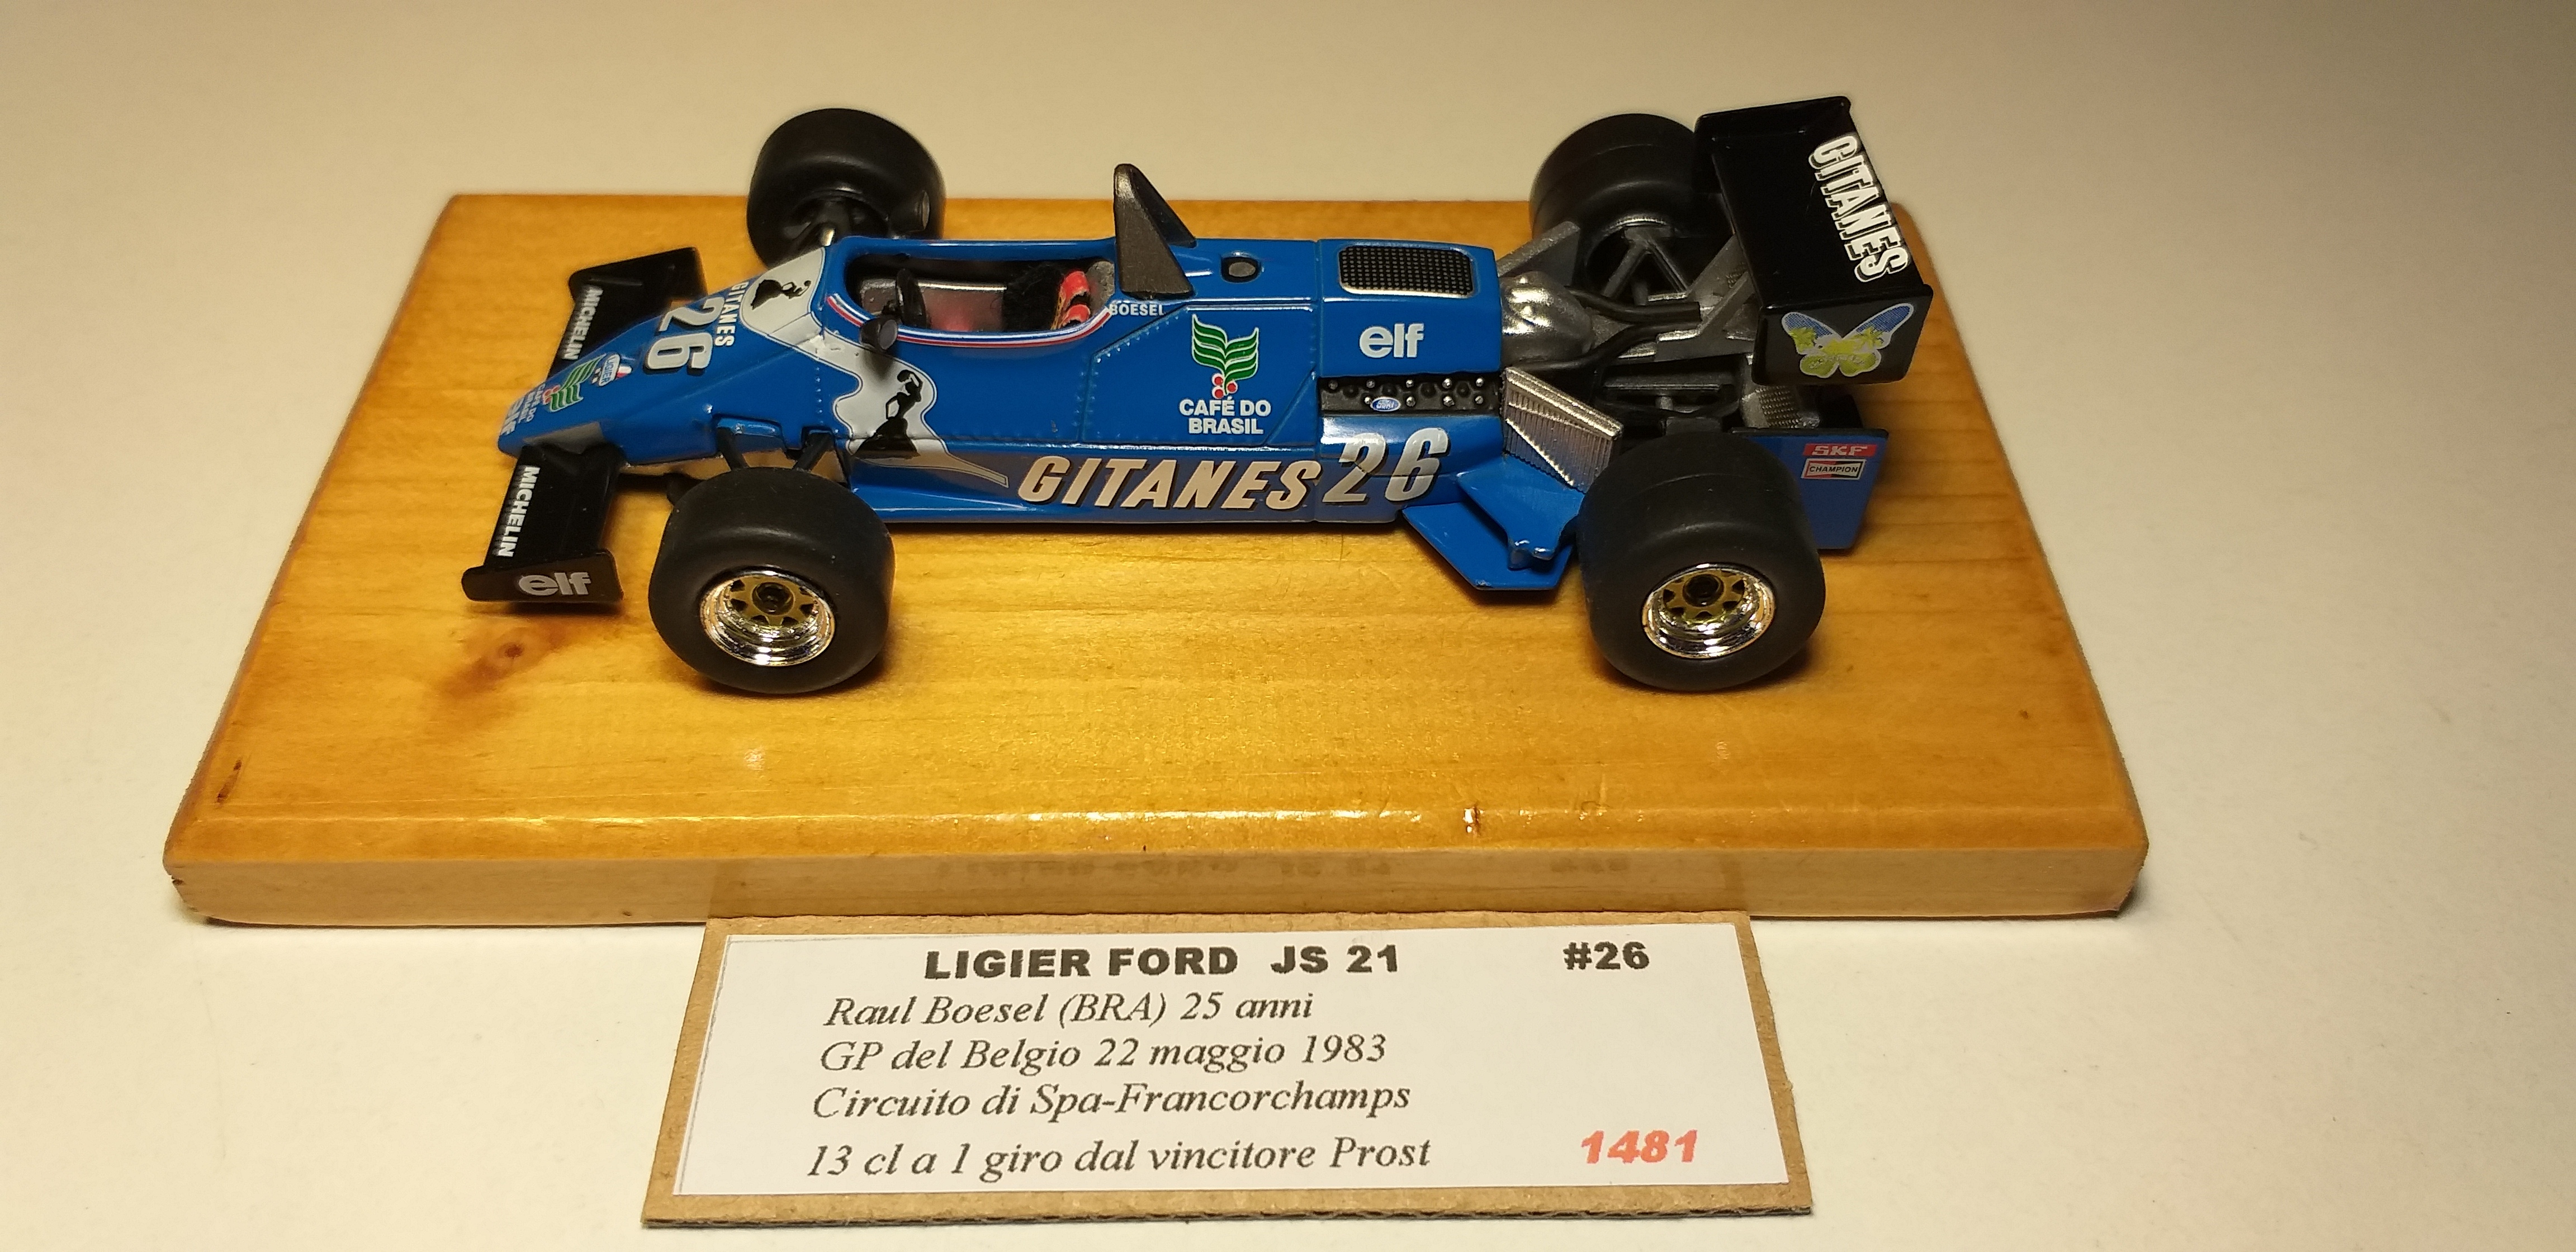 GITANES
MICHELIN
26
GITANES
BOESEL
LIGIER
elf
CAFÉ DO
BRASIL
Ford
GITANES 26
SKF
CHAMPION
MICHELIN
elf
LIGIER FORD JS 21 #26
Raul Boesel (BRA) 25 anni
GP del Belgio 22 maggio 1983
Circuito di Spa-Francorchamps
13 cl a 1 giro dal vincitore Prost 1481